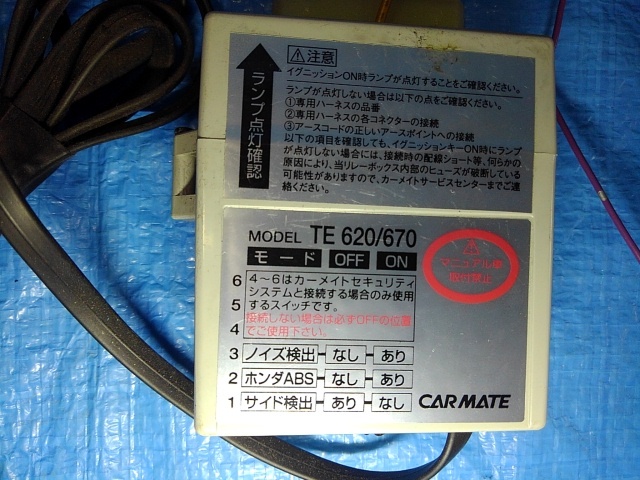 ランプ点灯確認
⚠注意
イグニッションON時ランプが点灯することをご確認ください。
ランプが点灯しない場合は以下の点をご確認ください。
①専用ハーネスの品番
②専用ハーネスの各コネクターの接続
③アースコードの正しいアースポイントへの接続
以下の項目を確認しても、イグニッションキーON時にランプ
が点灯しない場合には、接続時の配線ショート等、何らかの
原因により、当リレーボックス内部のヒューズが破断している
可能性がありますので、カーメイトサービスセンターまでご連
絡ください。
MODEL TE 620/670
モード OFF ON
6 4～6はカーメイトセキュリティ
システムと接続する場合のみ使用
5 するスイッチです。
接続しない場合は必ずOFFの位置
4 でご使用下さい。
3 ノイズ検出 なし あり
2 ホンダABS なし あり
1 サイド検出 あり なし
マニュアル車
取付禁止
CARMATE